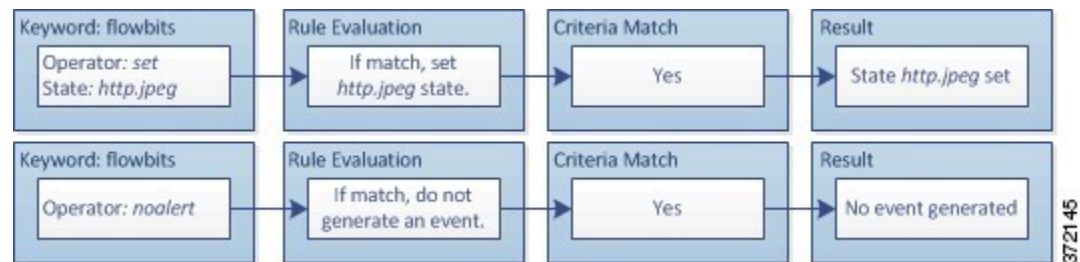 Keyword: flowbits
Operator: set
State: http.jpeg
Rule Evaluation
If match, set
http.jpeg state.
Criteria Match
Yes
Result
State http.jpeg set
Keyword: flowbits
Operator: noalert
Rule Evaluation
If match, do not
generate an event.
Criteria Match
Yes
Result
No event generated
372145